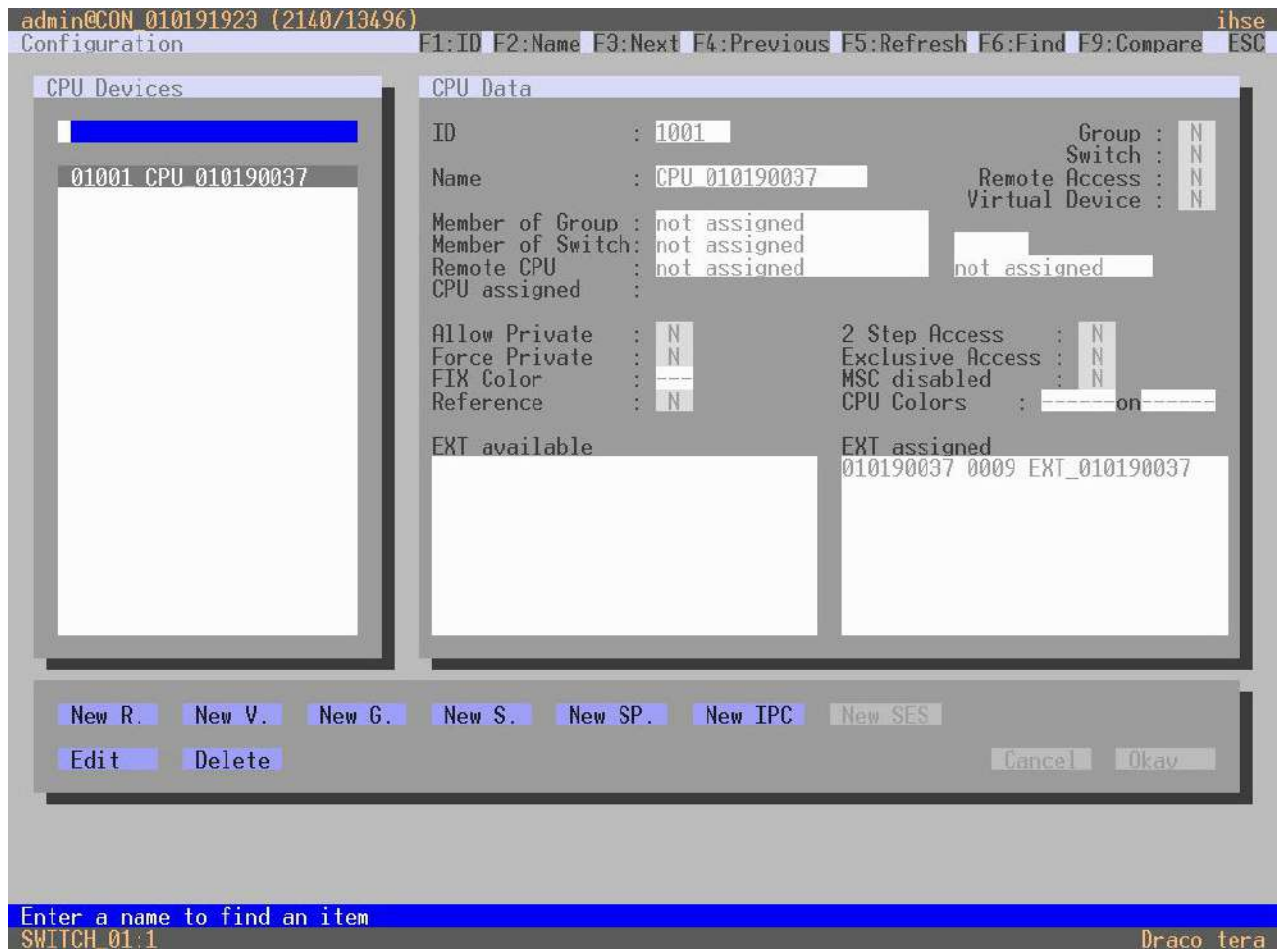 admin@CON_010191923 (2140/13496) ihse
Configuration F1:ID F2:Name F3:Next F4:Previous F5:Refresh F6:Find F9:Compare ESC
CPU Devices
01001 CPU_010190037
CPU Data
ID : 1001
Group : N
Switch : N
Name : CPU_010190037
Remote Access : N
Virtual Device : N
Member of Group : not assigned
Member of Switch: not assigned
Remote CPU : not assigned not assigned
CPU assigned :
Allow Private : N 2 Step Access : N
Force Private : N Exclusive Access : N
FIX Color : --- MSC disabled : N
Reference : N CPU Colors : ------on------
EXT available EXT assigned
010190037 0009 EXT_010190037
New R. New V. New G. New S. New SP. New IPC New SES
Edit Delete Cancel Okay
Enter a name to find an item
SWITCH_01:1 Draco tera